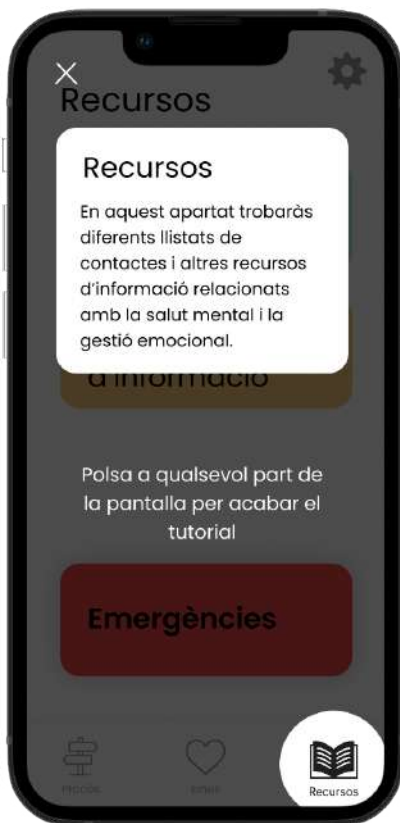 Recursos
Recursos
En aquest apartat trobaràs
diferents llistats de
contactes i altres recursos
d'informació relacionats
amb la salut mental i la
gestió emocional.
d'informació
Polsa a qualsevol part de
la pantalla per acabar el
tutorial
Emergències
Recursos